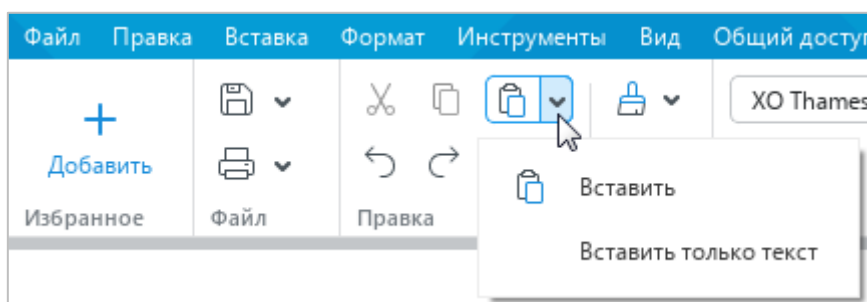 Файл Правка Вставка Формат Инструменты Вид Общий доступ
XO Thames
Добавить
Избранное Файл Правка
Вставить
Вставить только текст